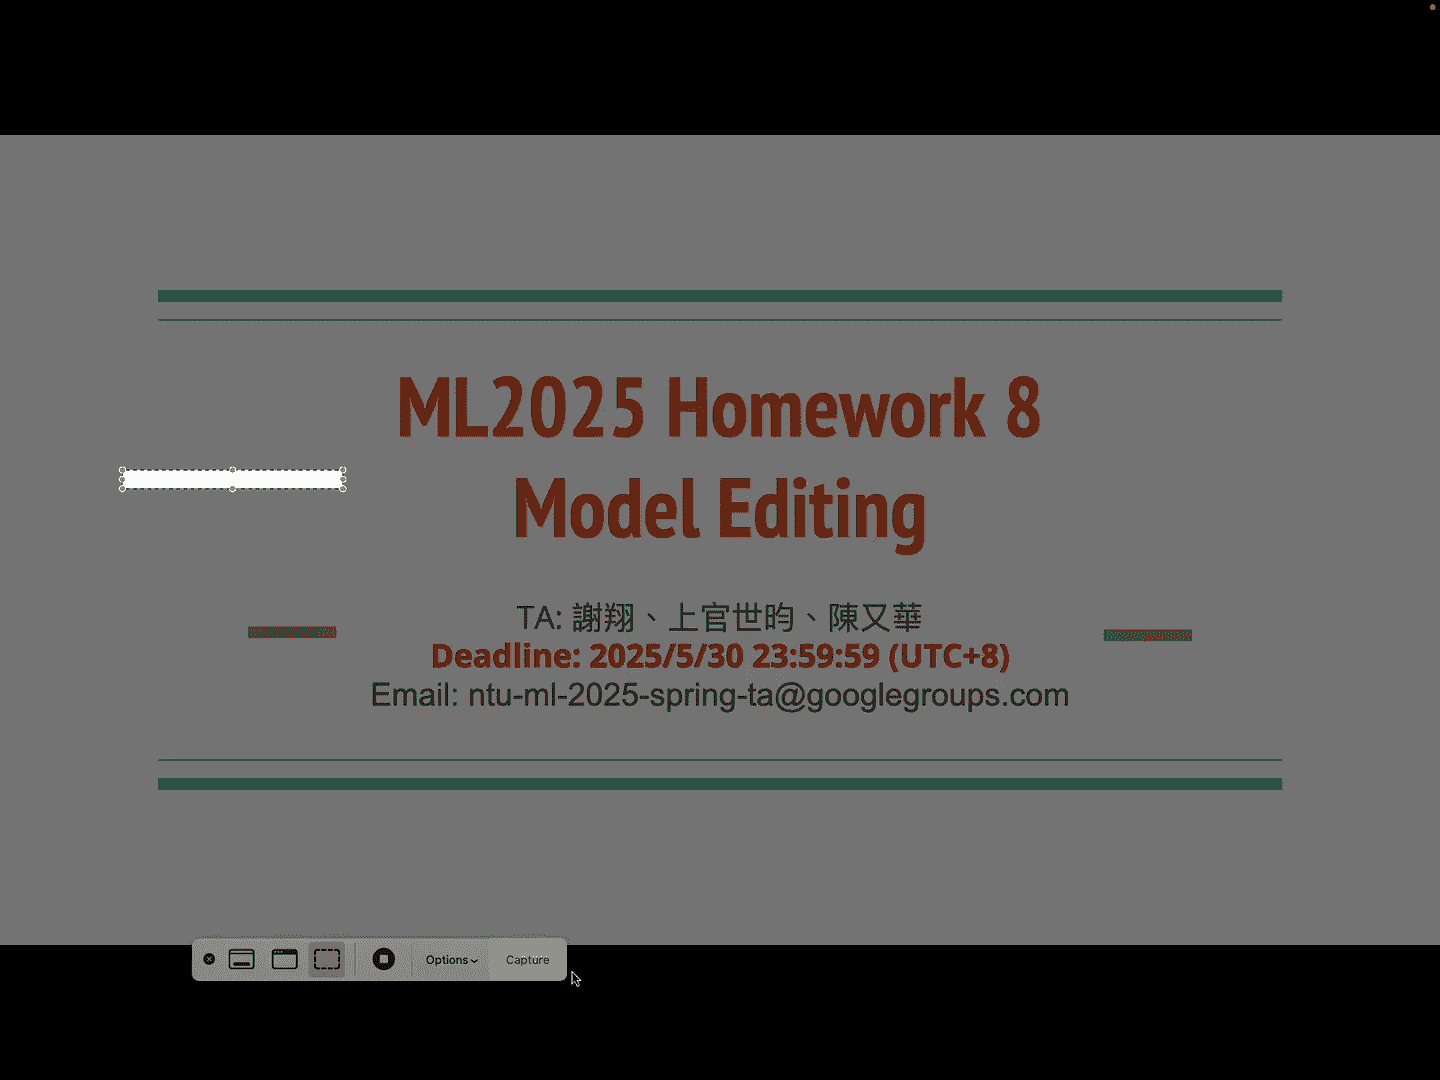 ML2025 Homework 8
Model Editing
TA: 謝翔、上官世昀、陳又華
Deadline: 2025/5/30 23:59:59 (UTC+8)
Email: ntu-ml-2025-spring-ta@googlegroups.com
Options Capture